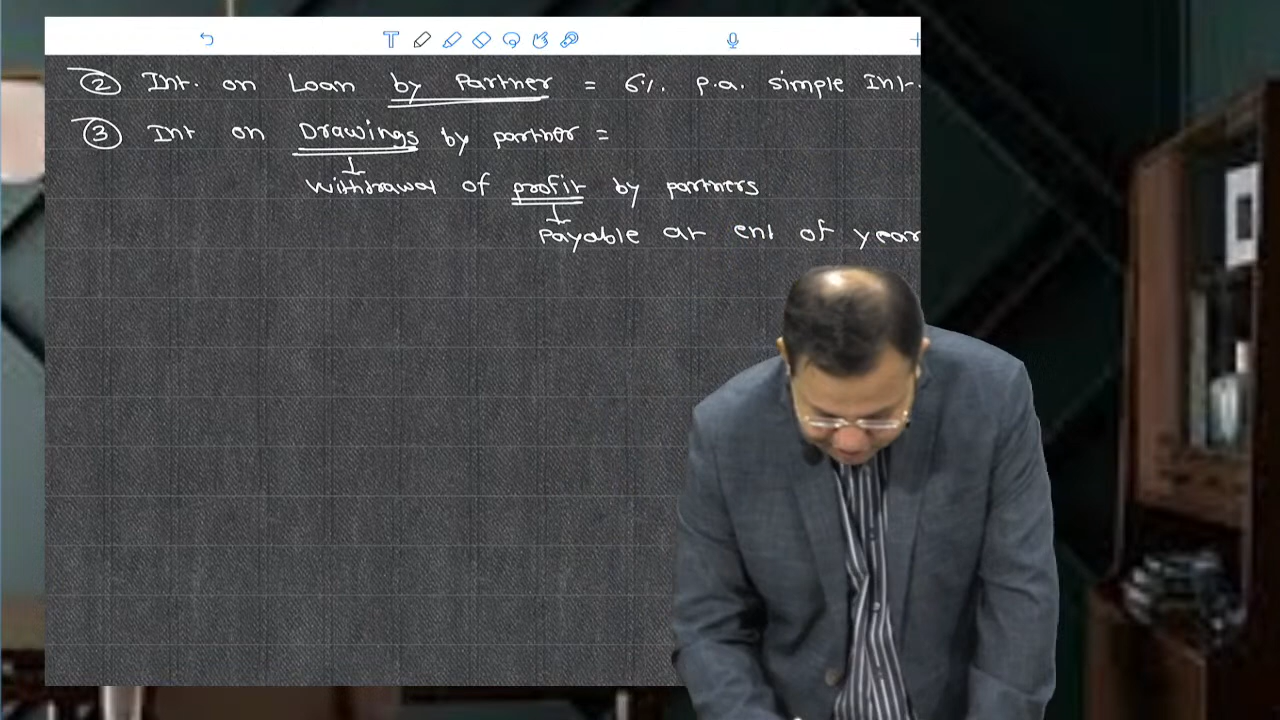 ② Int. on Loan by Partner = 6%. p.a. simple Int.
③ Int on Drawings by partner =
Withdrawal of profit by partners
Payable at end of year